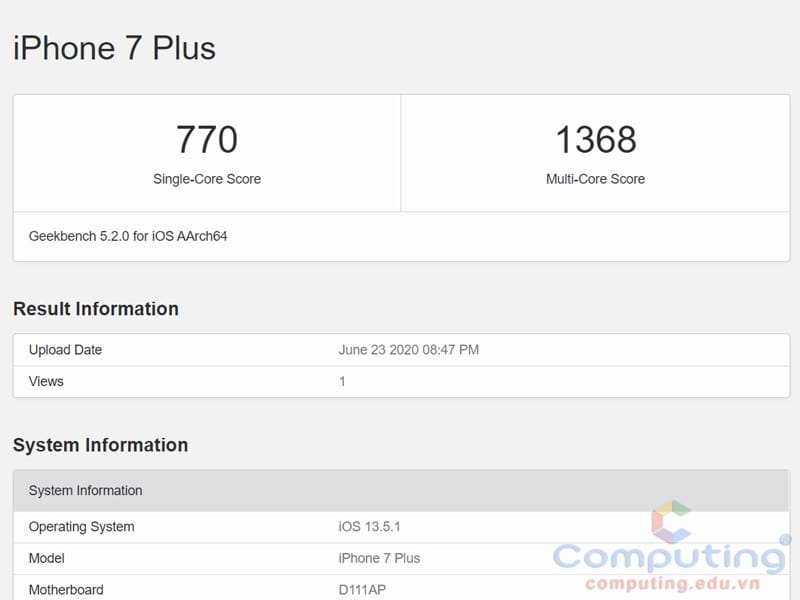 iPhone 7 Plus
770
Single-Core Score
1368
Multi-Core Score
Geekbench 5.2.0 for iOS AArch64
Result Information
Upload Date June 23 2020 08:47 PM
Views 1
System Information
System Information
Operating System iOS 13.5.1
Model iPhone 7 Plus
Motherboard D111AP
Computing®
computing.edu.vn